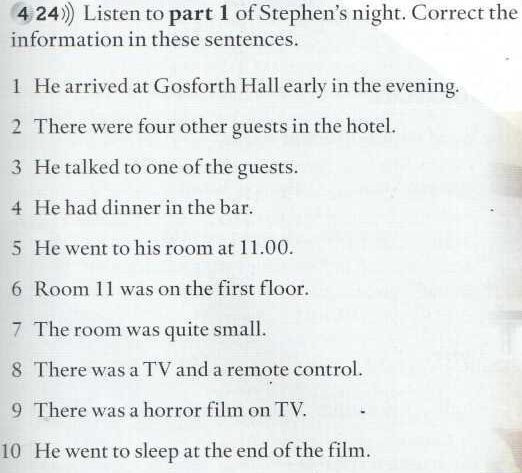 4 24)) Listen to part 1 of Stephen's night. Correct the
information in these sentences.
1 He arrived at Gosforth Hall early in the evening.
2 There were four other guests in the hotel.
3 He talked to one of the guests.
4 He had dinner in the bar.
5 He went to his room at 11.00.
6 Room 11 was on the first floor.
7 The room was quite small.
8 There was a TV and a remote control.
9 There was a horror film on TV.
10 He went to sleep at the end of the film.